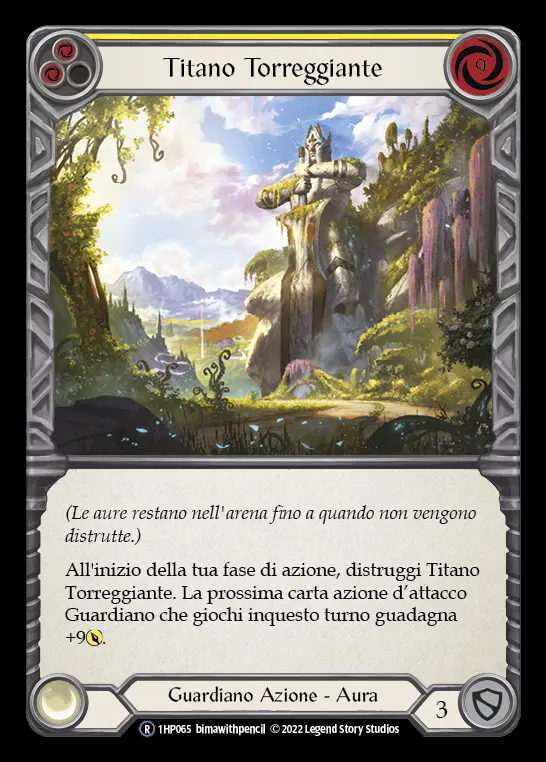 Titano Torreggiante
9
(Le aure restano nell'arena fino a quando non vengono
distrutte.)
All'inizio della tua fase di azione, distruggi Titano
Torreggiante. La prossima carta azione d’attacco
Guardiano che giochi inquesto turno guadagna
+9.
Guardiano Azione - Aura
3
R 1HP065 bimawithpencil © 2022 Legend Story Studios